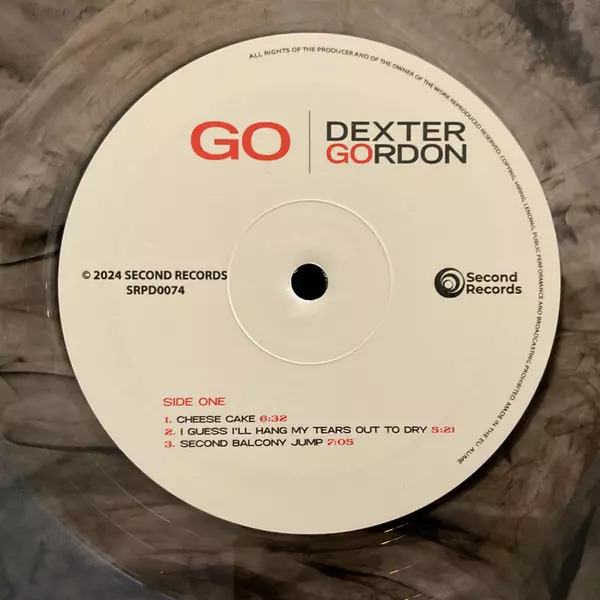 ALL RIGHTS OF THE PRODUCER AND OF THE OWNER OF THE WORK REPRODUCED RESERVED. COPYING, HIRING, LENDING, PUBLIC PERFORMANCE AND BROADCASTING PROHIBITED. MADE IN THE EU.
GO
DEXTER
GORDON
© 2024 SECOND RECORDS
SRPD0074
Second
Records
SIDE ONE
1. CHEESE CAKE 6:32
2. I GUESS I'LL HANG MY TEARS OUT TO DRY 5:21
3. SECOND BALCONY JUMP 7:05